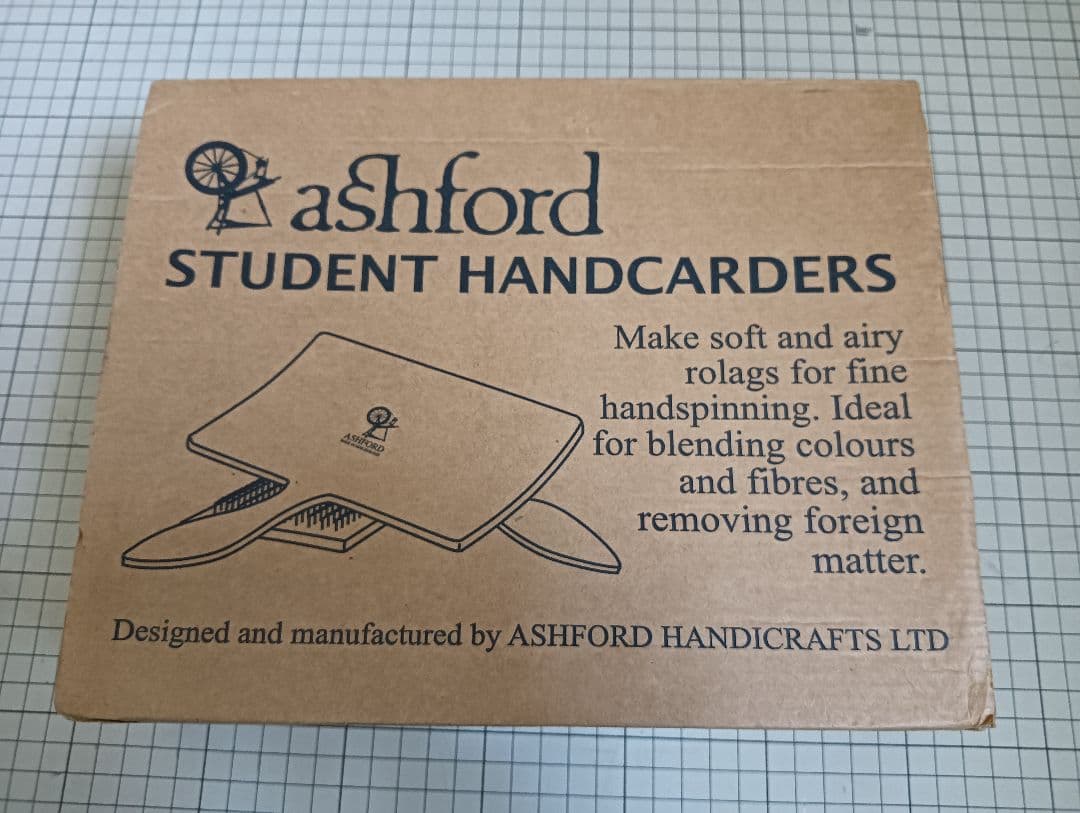 ashford
STUDENT HANDCARDERS
Make soft and airy
rolags for fine
handspinning. Ideal
for blending colours
and fibres, and
removing foreign
matter.
ASHFORD
Designed and manufactured by ASHFORD HANDICRAFTS LTD